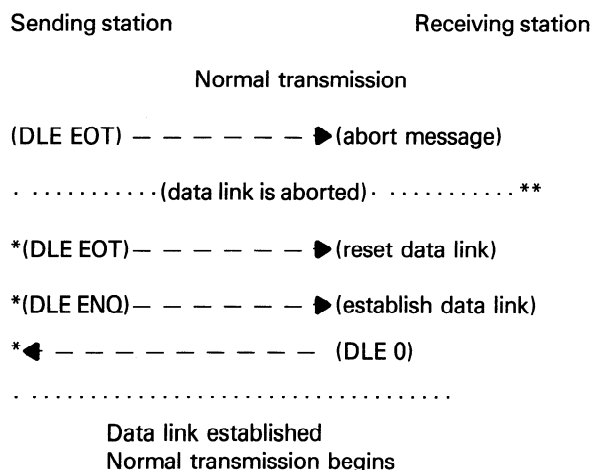 Sending station Receiving station
Normal transmission
(DLE EOT) — — — — — — ▶(abort message)
. . . . . . . . . . . .(data link is aborted). . . . . . . . . . . . **
*(DLE EOT)— — — — — — ▶(reset data link)
*(DLE ENQ)— — — — — — ▶(establish data link)
*◀ — — — — — — — — (DLE 0)
. . . . . . . . . . . . . . . . . . . . . . . . . . . . . . . . . . . . .
Data link established
Normal transmission begins